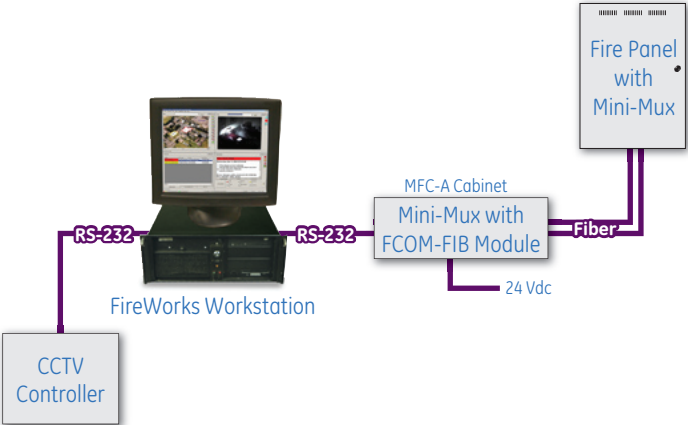 Fire Panel
with
Mini-Mux
MFC-A Cabinet
Mini-Mux with
FCOM-FIB Module
RS-232
RS-232
Fiber
24 Vdc
FireWorks Workstation
CCTV
Controller